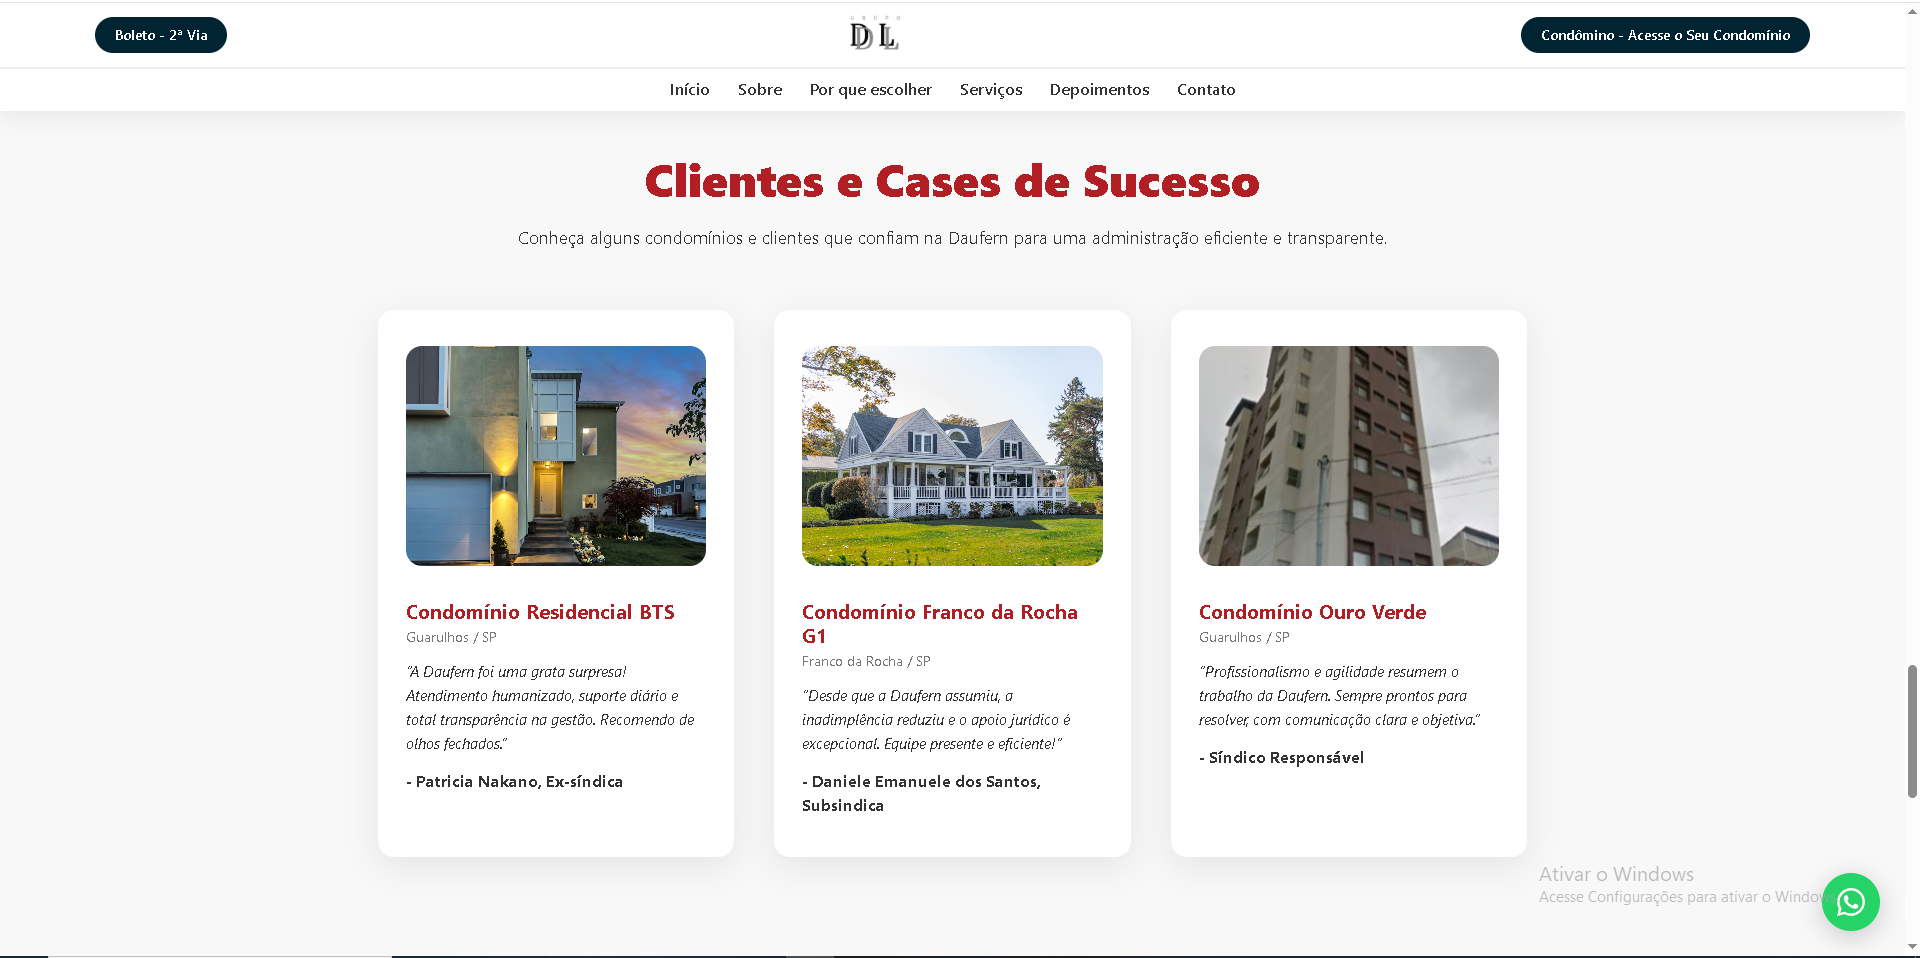 Boleto - 2ª Via
GRUPO
DL
Condômino - Acesse o Seu Condomínio
Início
Sobre
Por que escolher
Serviços
Depoimentos
Contato
Clientes e Cases de Sucesso
Conheça alguns condomínios e clientes que confiam na Daufern para uma administração eficiente e transparente.
Condomínio Residencial BTS
Guarulhos / SP
“A Daufern foi uma grata surpresa!
Atendimento humanizado, suporte diário e
total transparência na gestão. Recomendo de
olhos fechados.”
- Patricia Nakano, Ex-síndica
Condomínio Franco da Rocha
G1
Franco da Rocha / SP
“Desde que a Daufern assumiu, a
inadimplência reduziu e o apoio jurídico é
excepcional. Equipe presente e eficiente!”
- Daniele Emanuele dos Santos,
Subsindica
Condomínio Ouro Verde
Guarulhos / SP
“Profissionalismo e agilidade resumem o
trabalho da Daufern. Sempre prontos para
resolver, com comunicação clara e objetiva.”
- Síndico Responsável
Ativar o Windows
Acesse Configurações para ativar o Windows